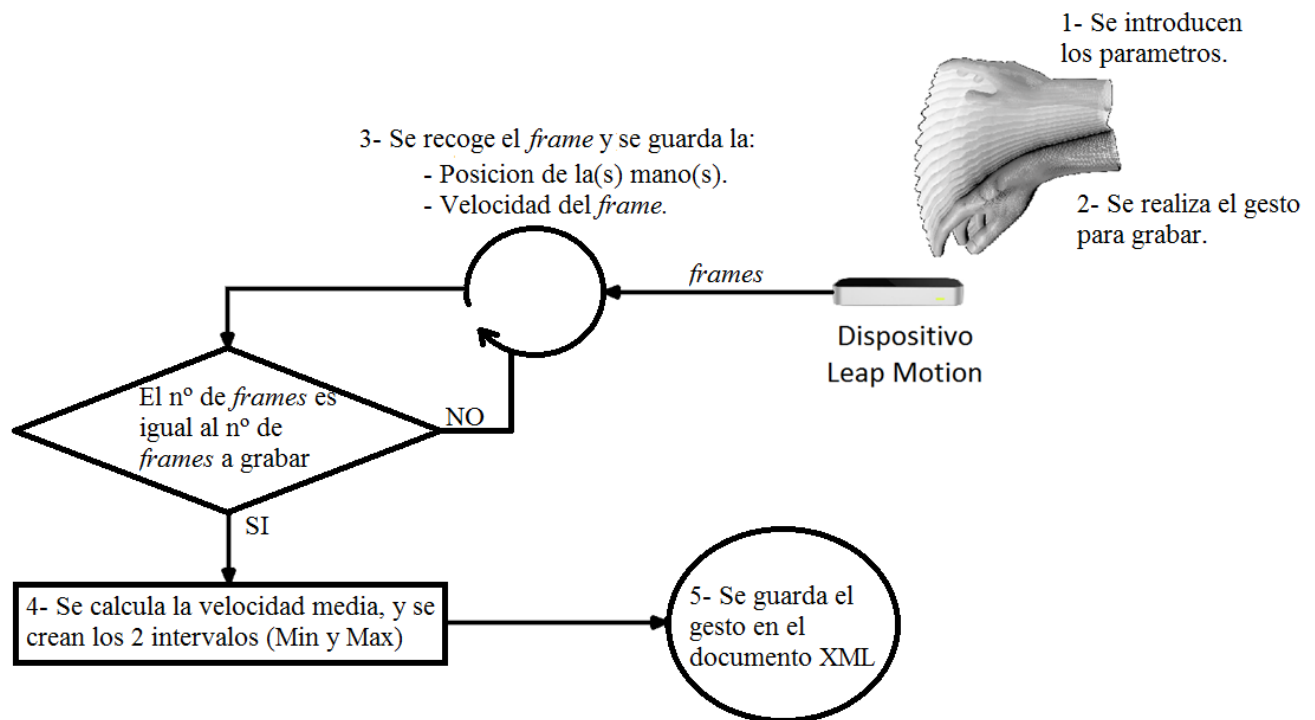 1- Se introducen
los parametros.
2- Se realiza el gesto
para grabar.
3- Se recoge el frame y se guarda la:
- Posicion de la(s) mano(s).
- Velocidad del frame.
frames
Dispositivo
Leap Motion
El nº de frames es
igual al nº de
frames a grabar
NO
SI
4- Se calcula la velocidad media, y se
crean los 2 intervalos (Min y Max)
5- Se guarda el
gesto en el
documento XML